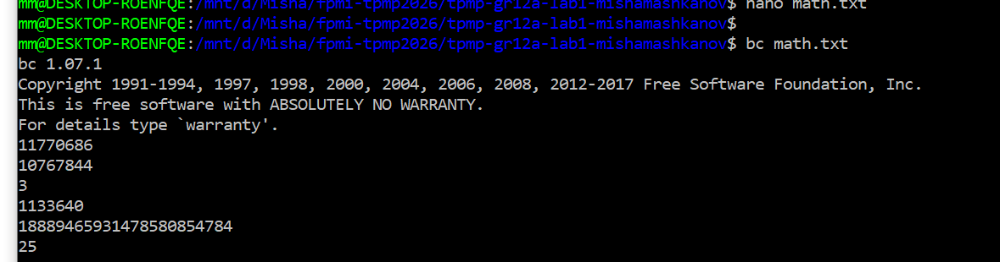 mm@DESKTOP-ROENFQE:/mnt/d/Misha/fpmi-tpmp2026/tpmp-gr12a-lab1-mishamashkanov$ nano math.txt
mm@DESKTOP-ROENFQE:/mnt/d/Misha/fpmi-tpmp2026/tpmp-gr12a-lab1-mishamashkanov$
mm@DESKTOP-ROENFQE:/mnt/d/Misha/fpmi-tpmp2026/tpmp-gr12a-lab1-mishamashkanov$ bc math.txt
bc 1.07.1
Copyright 1991-1994, 1997, 1998, 2000, 2004, 2006, 2008, 2012-2017 Free Software Foundation, Inc.
This is free software with ABSOLUTELY NO WARRANTY.
For details type `warranty'.
11770686
10767844
3
1133640
18889465931478580854784
25